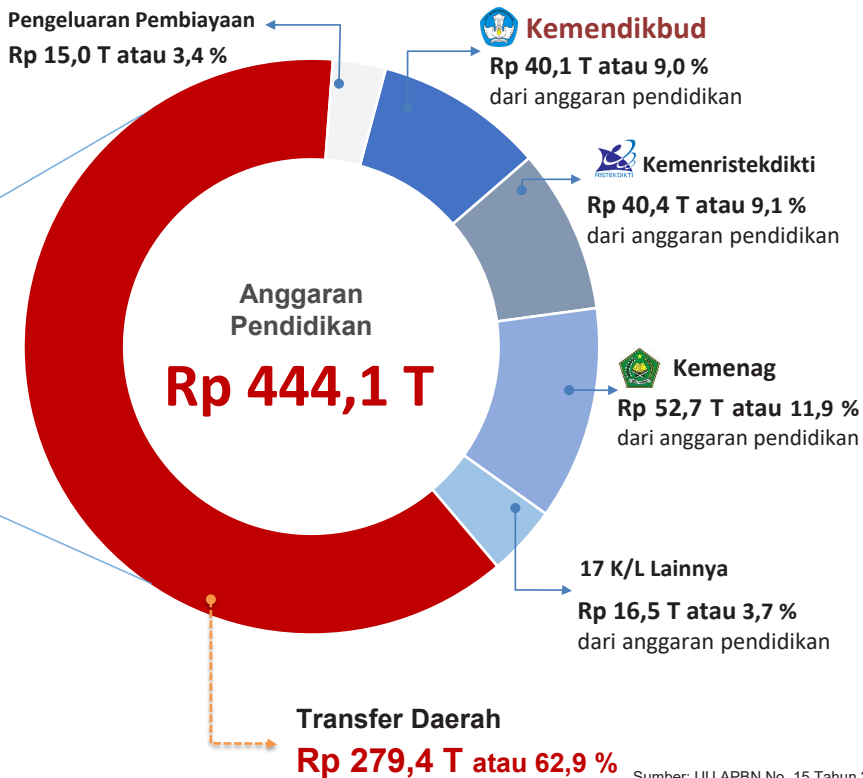 Pengeluaran Pembiayaan
Rp 15,0 T atau 3,4 %
Kemendikbud
Rp 40,1 T atau 9,0 %
dari anggaran pendidikan
RISTEKDIKTI
Kemenristekdikti
Rp 40,4 T atau 9,1 %
dari anggaran pendidikan
Anggaran
Pendidikan
Rp 444,1 T
Kemenag
Rp 52,7 T atau 11,9 %
dari anggaran pendidikan
17 K/L Lainnya
Rp 16,5 T atau 3,7 %
dari anggaran pendidikan
Transfer Daerah
Rp 279,4 T atau 62,9 %
Sumber: UU APBN No. 15 Tahun